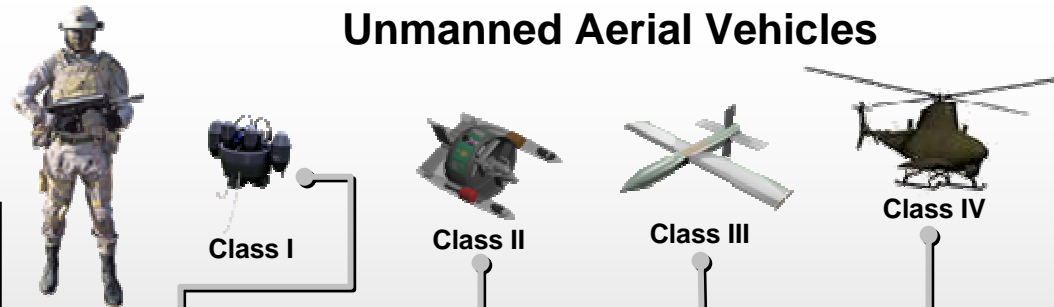 Unmanned Aerial Vehicles
Class I
Class II
Class III
Class IV